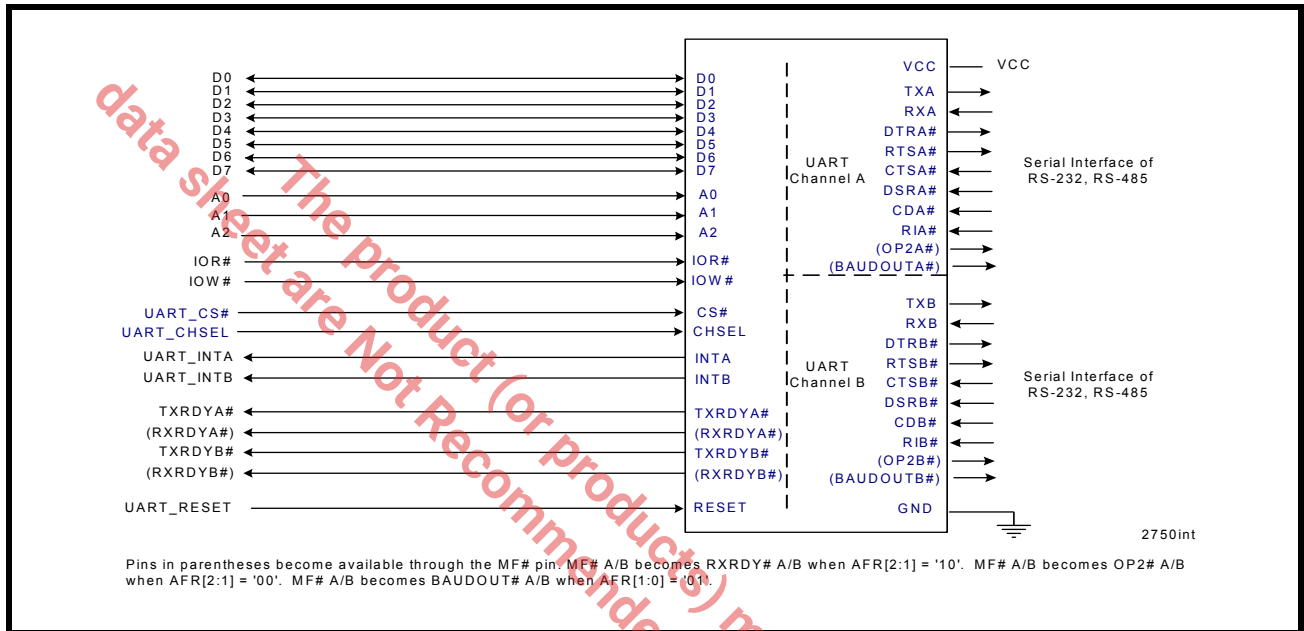 D0
D1
D2
D3
D4
D5
D6
D7
A0
A1
A2
IOR#
IOW#
UART_CS#
UART_CHSEL
UART_INTA
UART_INTB
TXRDYA#
(RXRDYA#)
TXRDYB#
(RXRDYB#)
UART_RESET
D0
D1
D2
D3
D4
D5
D6
D7
A0
A1
A2
IOR#
IOW#
CS#
CHSEL
INTA
INTB
TXRDYA#
(RXRDYA#)
TXRDYB#
(RXRDYB#)
RESET
UART
Channel A
UART
Channel B
VCC
TXA
RXA
DTRA#
RTSA#
CTSA#
DSRA#
CDA#
RIA#
(OP2A#)
(BAUDOUTA#)
TXB
RXB
DTRB#
RTSB#
CTSB#
DSRB#
CDB#
RIB#
(OP2B#)
(BAUDOUTB#)
GND
VCC
Serial Interface of
RS-232, RS-485
Serial Interface of
RS-232, RS-485
2750int
Pins in parentheses become available through the MF# pin. MF# A/B becomes RXRDY# A/B when AFR[2:1] = '10'. MF# A/B becomes OP2# A/B
when AFR[2:1] = '00'. MF# A/B becomes BAUDOUT# A/B when AFR[1:0] = '01'.
The product (or products)
data sheet are Not Recommende